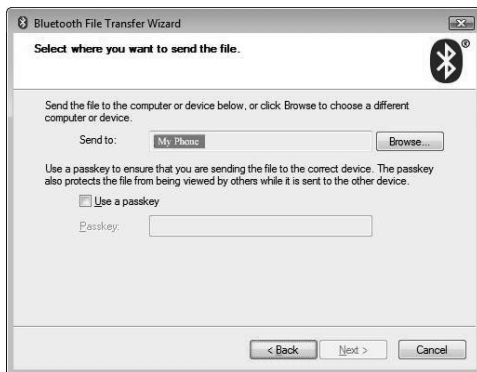 Bluetooth File Transfer Wizard
Select where you want to send the file.
Send the file to the computer or device below, or click Browse to choose a different
computer or device.
Send to: My Phone Browse...
Use a passkey to ensure that you are sending the file to the correct device. The passkey
also protects the file from being viewed by others while it is sent to the other device.
Use a passkey
Passkey:
< Back Next > Cancel